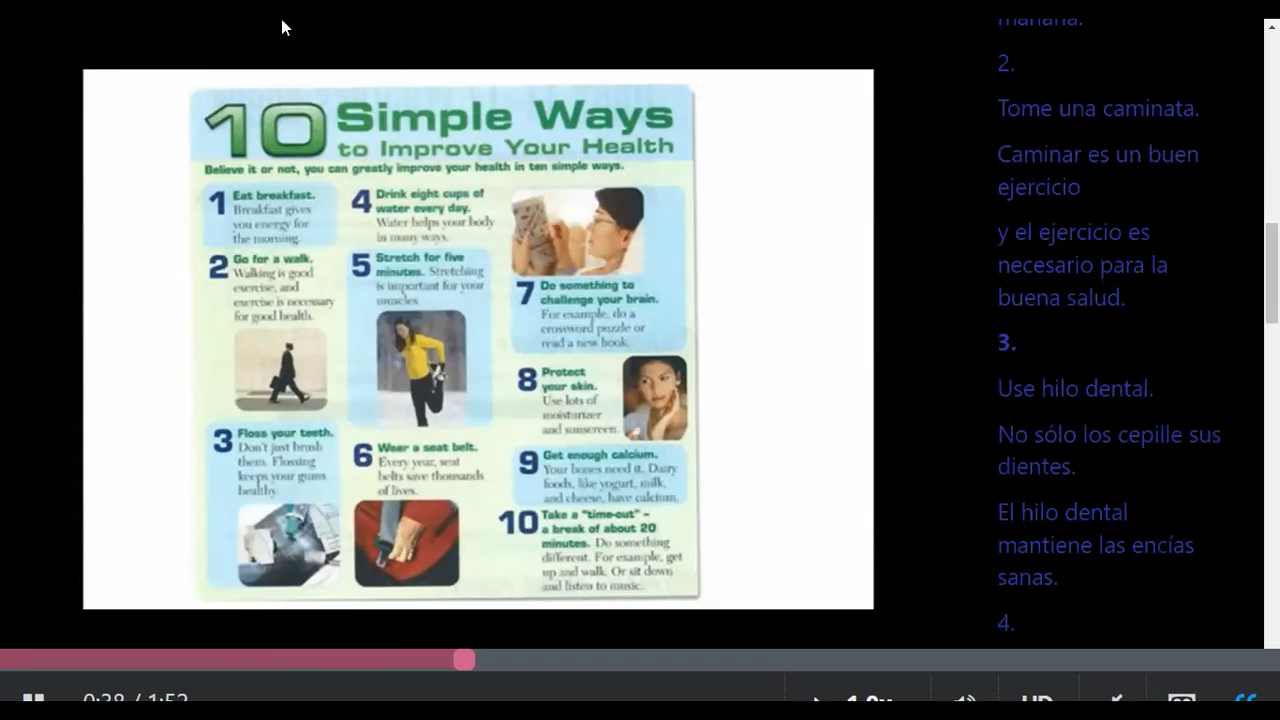 10 Simple Ways
to Improve Your Health
Believe it or not, you can greatly improve your health in ten simple ways.
1 Eat breakfast.
Breakfast gives
you energy for
the morning.
2 Go for a walk.
Walking is good
exercise, and
exercise is necessary
for good health.
3 Floss your teeth.
Don't just brush
them. Flossing
keeps your gums
healthy.
4 Drink eight cups of
water every day.
Water helps your body
in many ways.
5 Stretch for five
minutes. Stretching
is important for your
muscles.
6 Wear a seat belt.
Every year, seat
belts save thousands
of lives.
7 Do something to
challenge your brain.
For example, do a
crossword puzzle or
read a new book.
8 Protect
your skin.
Use lots of
moisturizer
and sunscreen.
9 Get enough calcium.
Your bones need it. Dairy
foods, like yogurt, milk,
and cheese, have calcium.
10 Take a "time-out" –
a break of about 20
minutes. Do something
different. For example, get
up and walk. Or sit down
and listen to music.
mañana.
2.
Tome una caminata.
Caminar es un buen
ejercicio
y el ejercicio es
necesario para la
buena salud.
3.
Use hilo dental.
No sólo los cepille sus
dientes.
El hilo dental
mantiene las encías
sanas.
4.
0:38 / 1:52
1.0x
HD